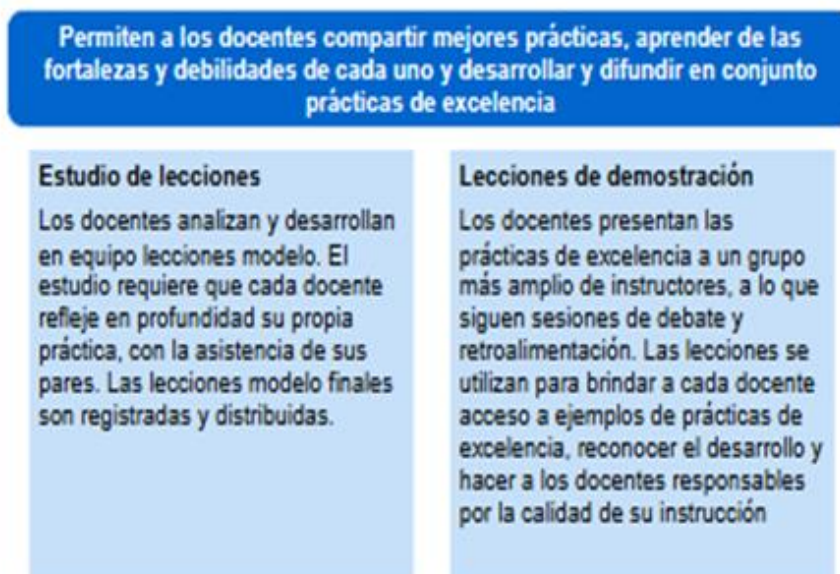 Permiten a los docentes compartir mejores prácticas, aprender de las
fortalezas y debilidades de cada uno y desarrollar y difundir en conjunto
prácticas de excelencia
Estudio de lecciones
Los docentes analizan y desarrollan
en equipo lecciones modelo. El
estudio requiere que cada docente
refleje en profundidad su propia
práctica, con la asistencia de sus
pares. Las lecciones modelo finales
son registradas y distribuidas.
Lecciones de demostración
Los docentes presentan las
prácticas de excelencia a un grupo
más amplio de instructores, a lo que
siguen sesiones de debate y
retroalimentación. Las lecciones se
utilizan para brindar a cada docente
acceso a ejemplos de prácticas de
excelencia, reconocer el desarrollo y
hacer a los docentes responsables
por la calidad de su instrucción